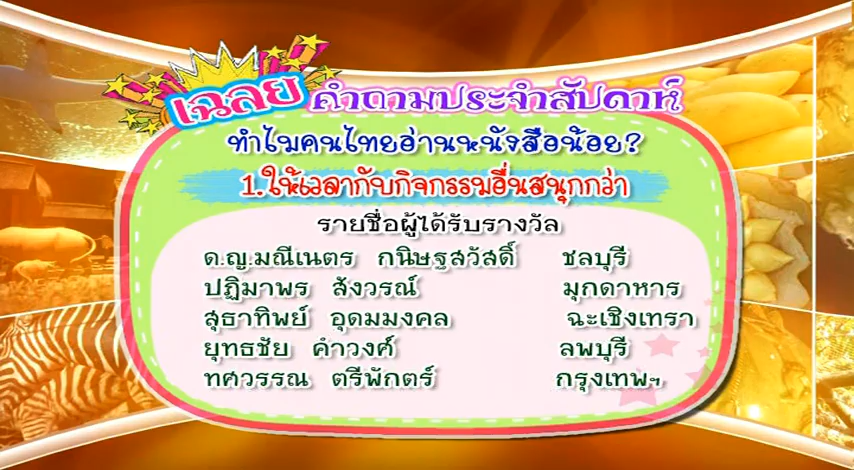 เฉลย คำถามประจำสัปดาห์
ทำไมคนไทยอ่านหนังสือน้อย?
1.ให้เวลากับกิจกรรมอื่นสนุกกว่า
รายชื่อผู้ได้รับรางวัล
ด.ญ.มณีเนตร กนิษฐสวัสดิ์ ชลบุรี
ปฏิมาพร สังวรณ์ มุกดาหาร
สุธาทิพย์ อุดมมงคล ฉะเชิงเทรา
ยุทธชัย คำวงศ์ ลพบุรี
ทศวรรณ ตรีพักตร์ กรุงเทพฯ